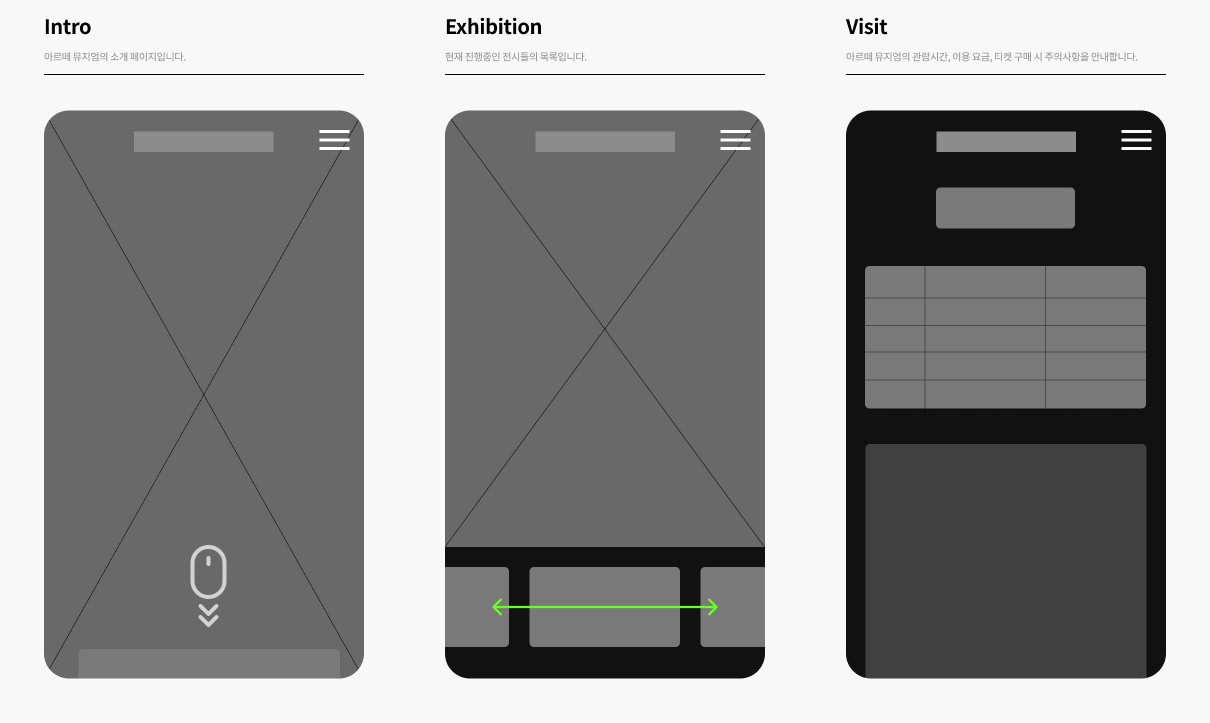 Intro
아르떼 뮤지엄의 소개 페이지입니다.
Exhibition
현재 진행중인 전시들의 목록입니다.
Visit
아르떼 뮤지엄의 관람시간, 이용 요금, 티켓 구매 시 주의사항을 안내합니다.